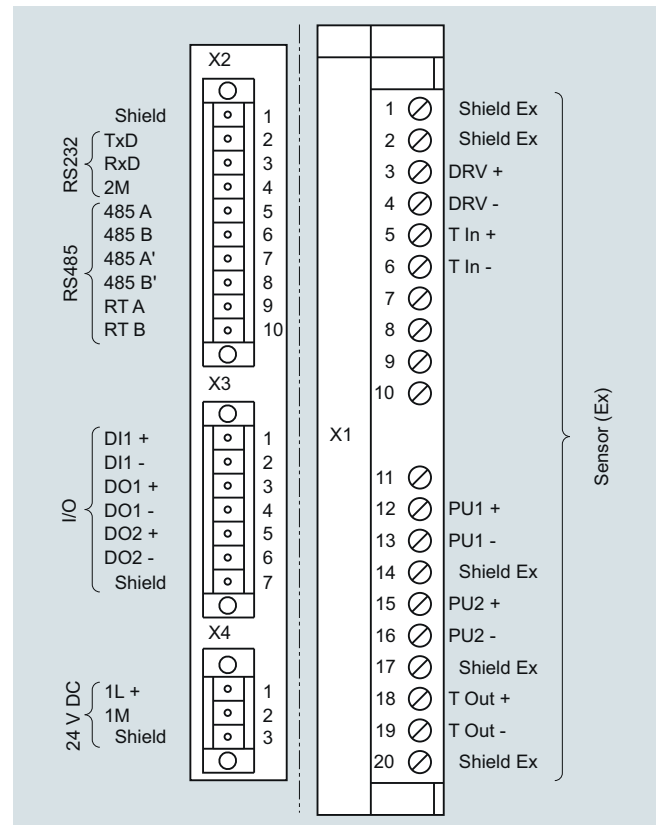 X2
Shield 1
TxD 2
RxD 3
2M 4
RS232
485 A 5
485 B 6
485 A' 7
485 B' 8
RT A 9
RT B 10
RS485
X3
DI1 + 1
DI1 - 2
DO1 + 3
DO1 - 4
DO2 + 5
DO2 - 6
Shield 7
I/O
X4
1L + 1
1M 2
Shield 3
24 V DC
X1
1 Shield Ex
2 Shield Ex
3 DRV +
4 DRV -
5 T In +
6 T In -
7
8
9
10
11
12 PU1 +
13 PU1 -
14 Shield Ex
15 PU2 +
16 PU2 -
17 Shield Ex
18 T Out +
19 T Out -
20 Shield Ex
Sensor (Ex)